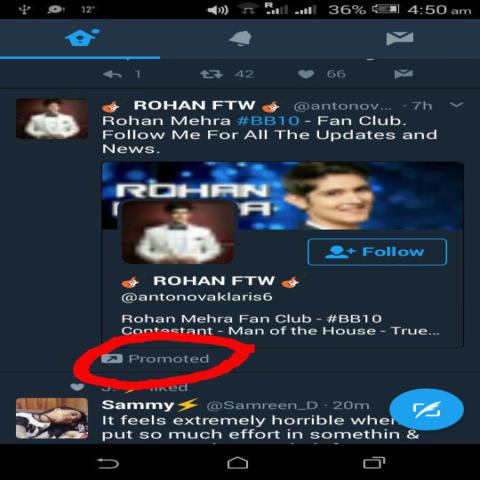 12°
R
36%
4:50 am
1
42
66
ROHAN FTW @antonov... · 7h
Rohan Mehra #BB10 - Fan Club.
Follow Me For All The Updates and
News.
ROHAN
Follow
ROHAN FTW
@antonovaklaris6
Rohan Mehra Fan Club - #BB10
Contestant - Man of the House - True...
Promoted
liked
Sammy⚡ @Samreen_D · 20m
It feels extremely horrible when
put so much effort in somethin &